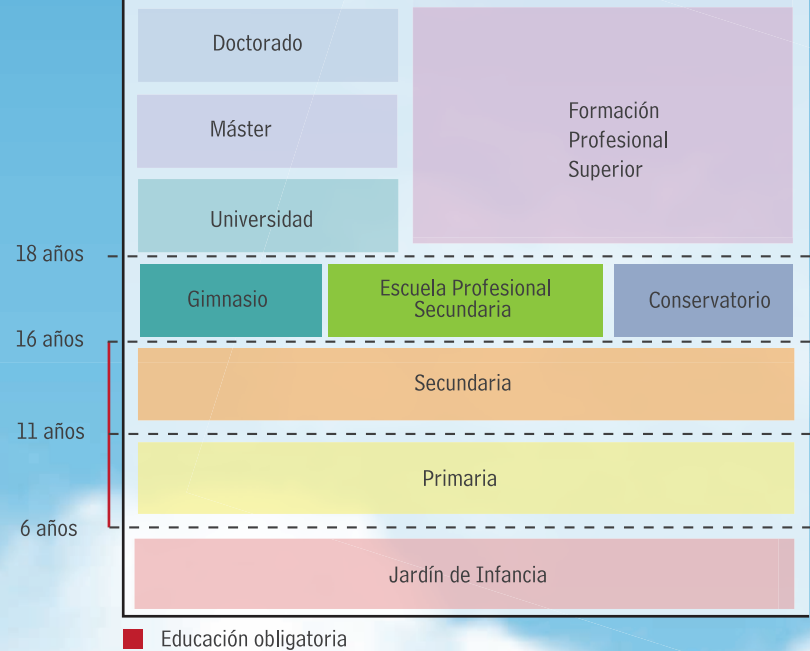 Doctorado
Formación
Profesional
Superior
Máster
Universidad
18 años
Gimnasio
Escuela Profesional
Secundaria
Conservatorio
16 años
Secundaria
11 años
Primaria
6 años
Jardín de Infancia
Educación obligatoria